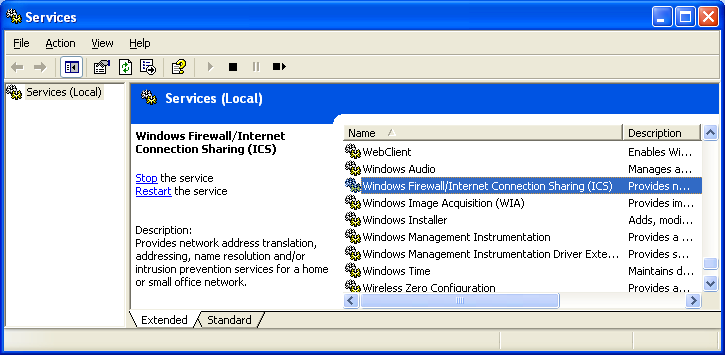 Services
File Action View Help
Services (Local)
Services (Local)
Windows Firewall/Internet
Connection Sharing (ICS)
Stop the service
Restart the service
Description:
Provides network address translation,
addressing, name resolution and/or
intrusion prevention services for a home
or small office network.
Name Description
WebClient Enables Wi...
Windows Audio Manages a...
Windows Firewall/Internet Connection Sharing (ICS) Provides n...
Windows Image Acquisition (WIA) Provides im...
Windows Installer Adds, modi...
Windows Management Instrumentation Provides a ...
Windows Management Instrumentation Driver Exte... Provides s...
Windows Time Maintains d...
Wireless Zero Configuration Provides a...
Extended Standard